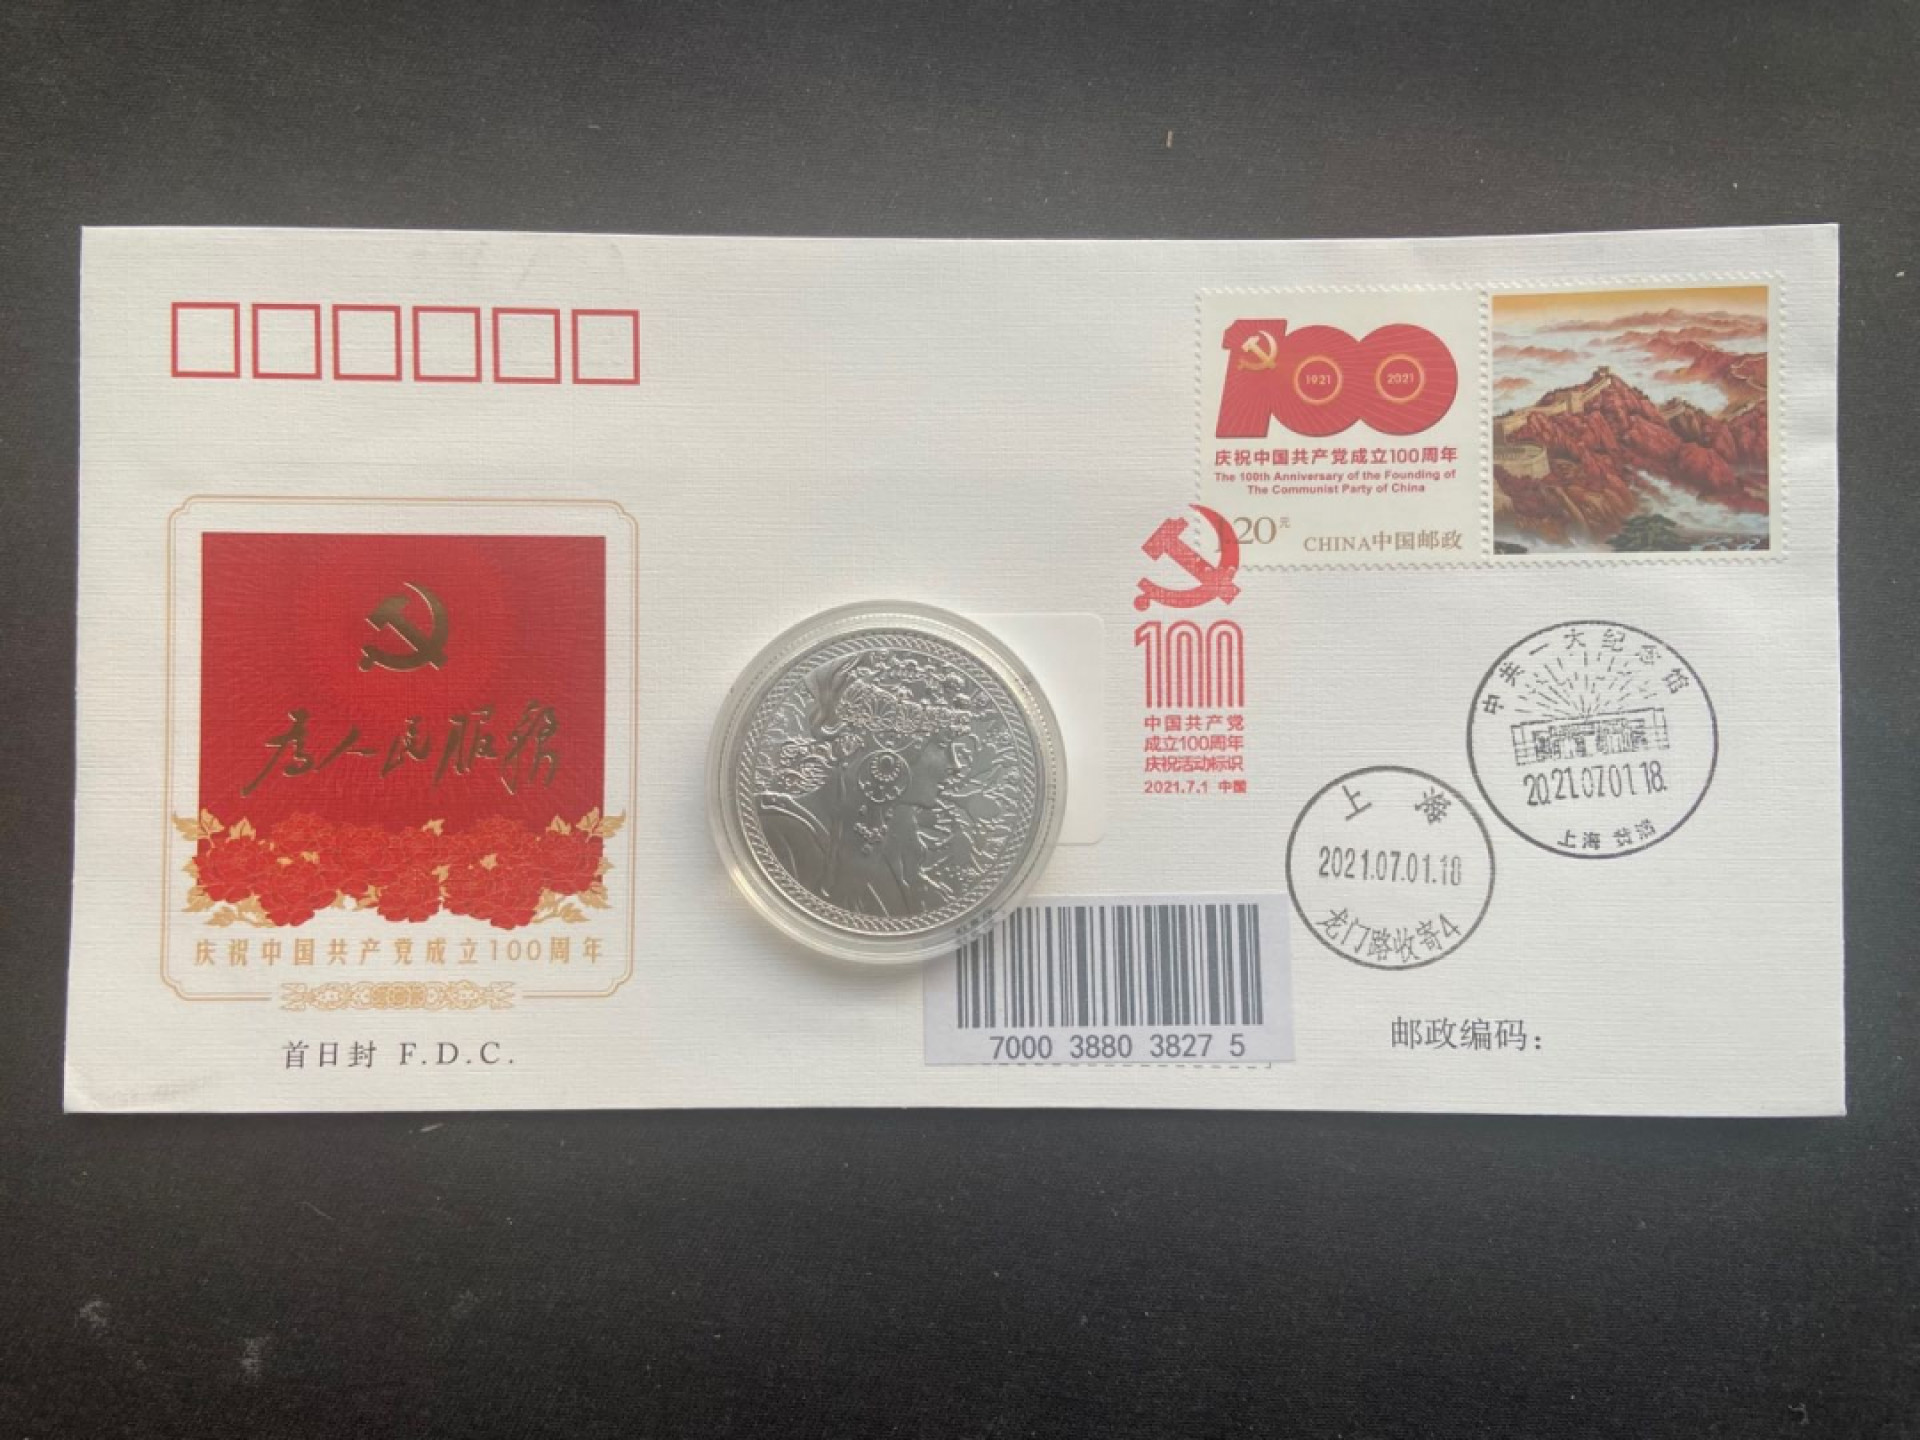 1921
2021
庆祝中国共产党成立100周年
The 100th Anniversary of the Founding of
The Communist Party of China
1.20元
CHINA中国邮政
为人民服务
庆祝中国共产党成立100周年
首日封 F.D.C.
100
中国共产党
成立100周年
庆祝活动标识
2021.7.1 中国
中共一大纪念馆
2021.07.01.18.
上海
上海
2021.07.01.18
龙门路收寄4
7000 3880 3827 5
邮政编码：